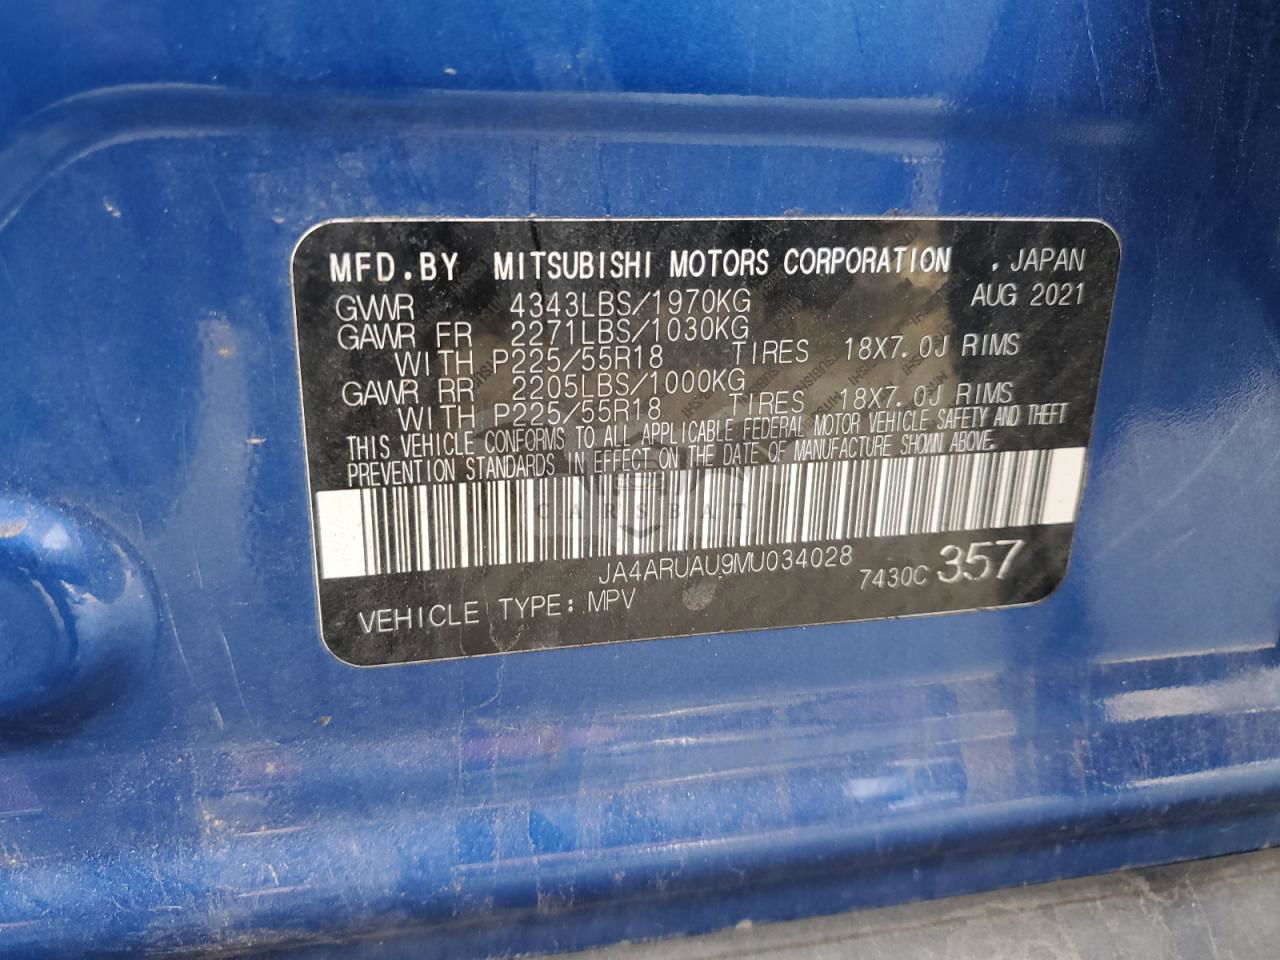 MFD.BY MITSUBISHI MOTORS CORPORATION . JAPAN
GVWR 4343LBS/1970KG AUG 2021
GAWR FR 2271LBS/1030KG
WITH P225/55R18 TIRES 18X7.0J RIMS
GAWR RR 2205LBS/1000KG
WITH P225/55R18 TIRES 18X7.0J RIMS
THIS VEHICLE CONFORMS TO ALL APPLICABLE FEDERAL MOTOR VEHICLE SAFETY AND THEFT
PREVENTION STANDARDS IN EFFECT ON THE DATE OF MANUFACTURE SHOWN ABOVE.
CARSBAT
JA4ARUAU9MU034028 7430C 357
VEHICLE TYPE: MPV